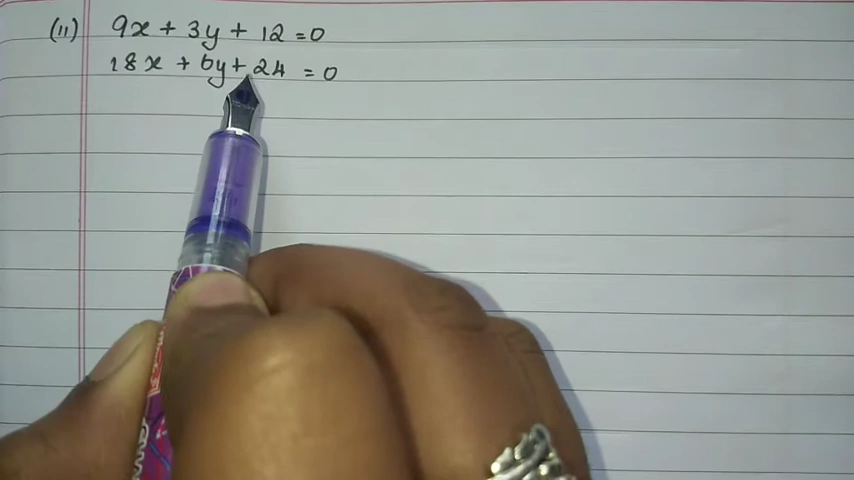 (ii) 9x + 3y + 12 = 0
18x + 6y + 24 = 0